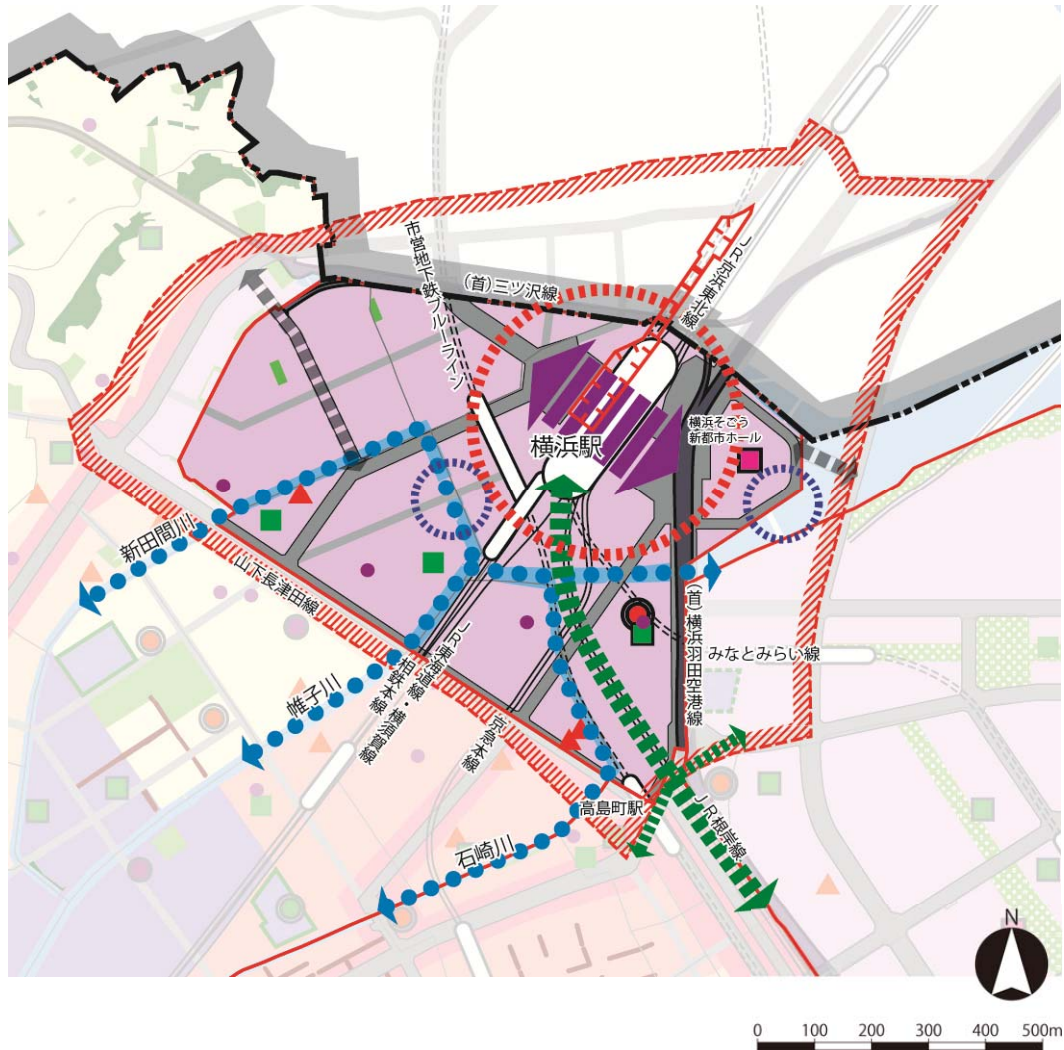 市営地下鉄ブルーライン
(首)三ツ沢線
JR京浜東北線
横浜駅
横浜そごう
新都市ホール
新田間川
山下長津田線
帷子川
JR東海道線・横須賀線
相鉄本線
京急本線
(首)横浜羽田空港線
みなとみらい線
高島町駅
JR根岸線
石崎川
N
0 100 200 300 400 500m